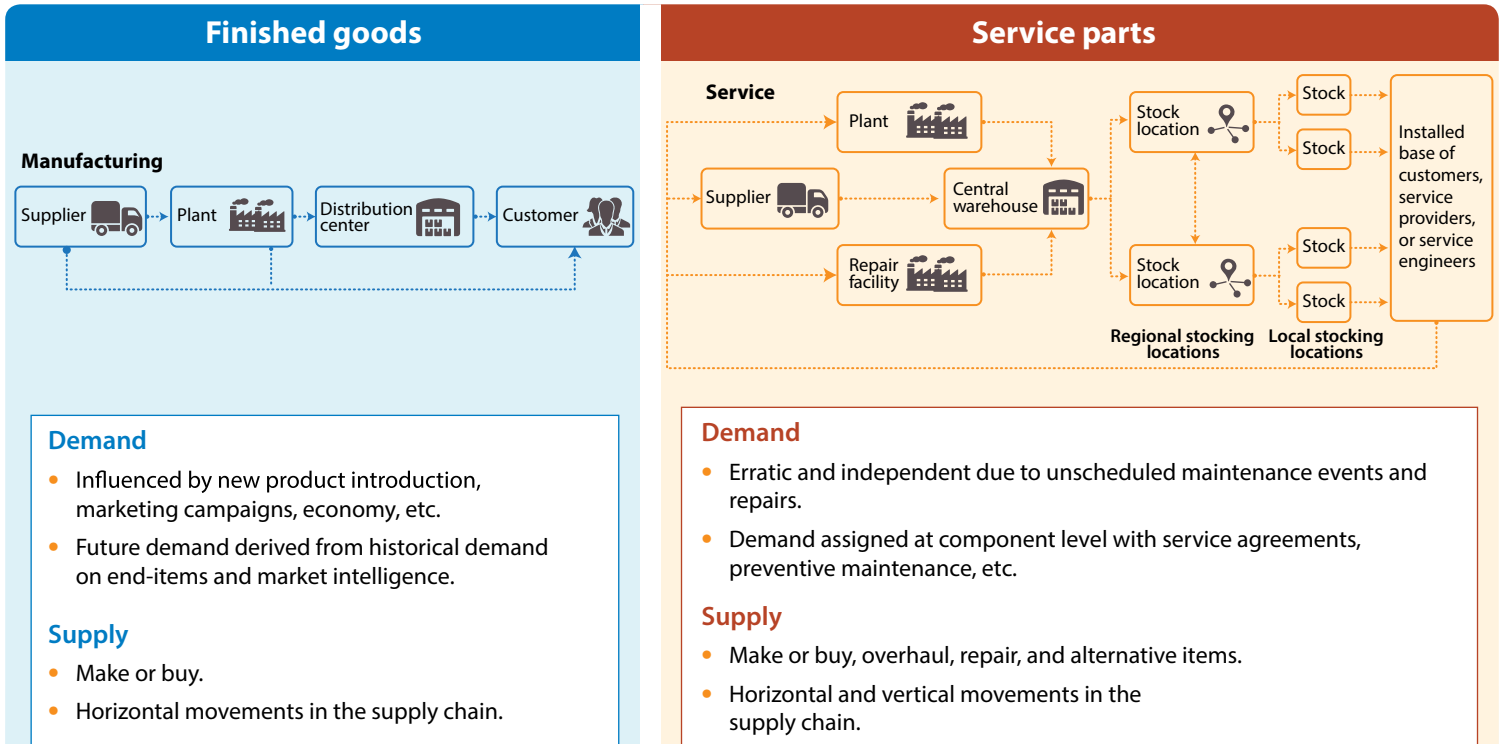 Finished goods
Manufacturing
Supplier
Plant
Distribution
center
Customer
Demand
Influenced by new product introduction,
marketing campaigns, economy, etc.
Future demand derived from historical demand
on end-items and market intelligence.
Supply
Make or buy.
Horizontal movements in the supply chain.
Service parts
Service
Plant
Supplier
Repair
facility
Central
warehouse
Stock
location
Stock
location
Regional stocking
locations
Stock
Stock
Stock
Stock
Local stocking
locations
Installed
base of
customers,
service
providers,
or service
engineers
Demand
Erratic and independent due to unscheduled maintenance events and
repairs.
Demand assigned at component level with service agreements,
preventive maintenance, etc.
Supply
Make or buy, overhaul, repair, and alternative items.
Horizontal and vertical movements in the
supply chain.